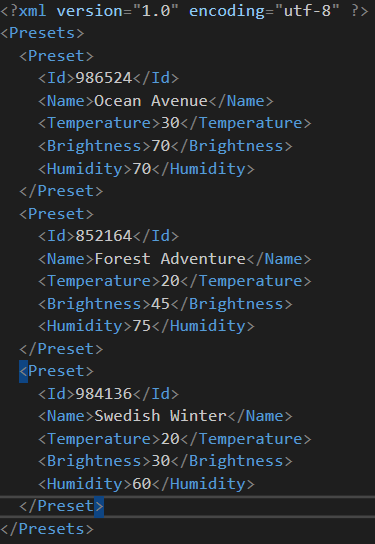 <?xml version="1.0" encoding="utf-8" ?>
<Presets>
  <Preset>
    <Id>986524</Id>
    <Name>Ocean Avenue</Name>
    <Temperature>30</Temperature>
    <Brightness>70</Brightness>
    <Humidity>70</Humidity>
  </Preset>
  <Preset>
    <Id>852164</Id>
    <Name>Forest Adventure</Name>
    <Temperature>20</Temperature>
    <Brightness>45</Brightness>
    <Humidity>75</Humidity>
  </Preset>
  <Preset>
    <Id>984136</Id>
    <Name>Swedish Winter</Name>
    <Temperature>20</Temperature>
    <Brightness>30</Brightness>
    <Humidity>60</Humidity>
  </Preset>
</Presets>